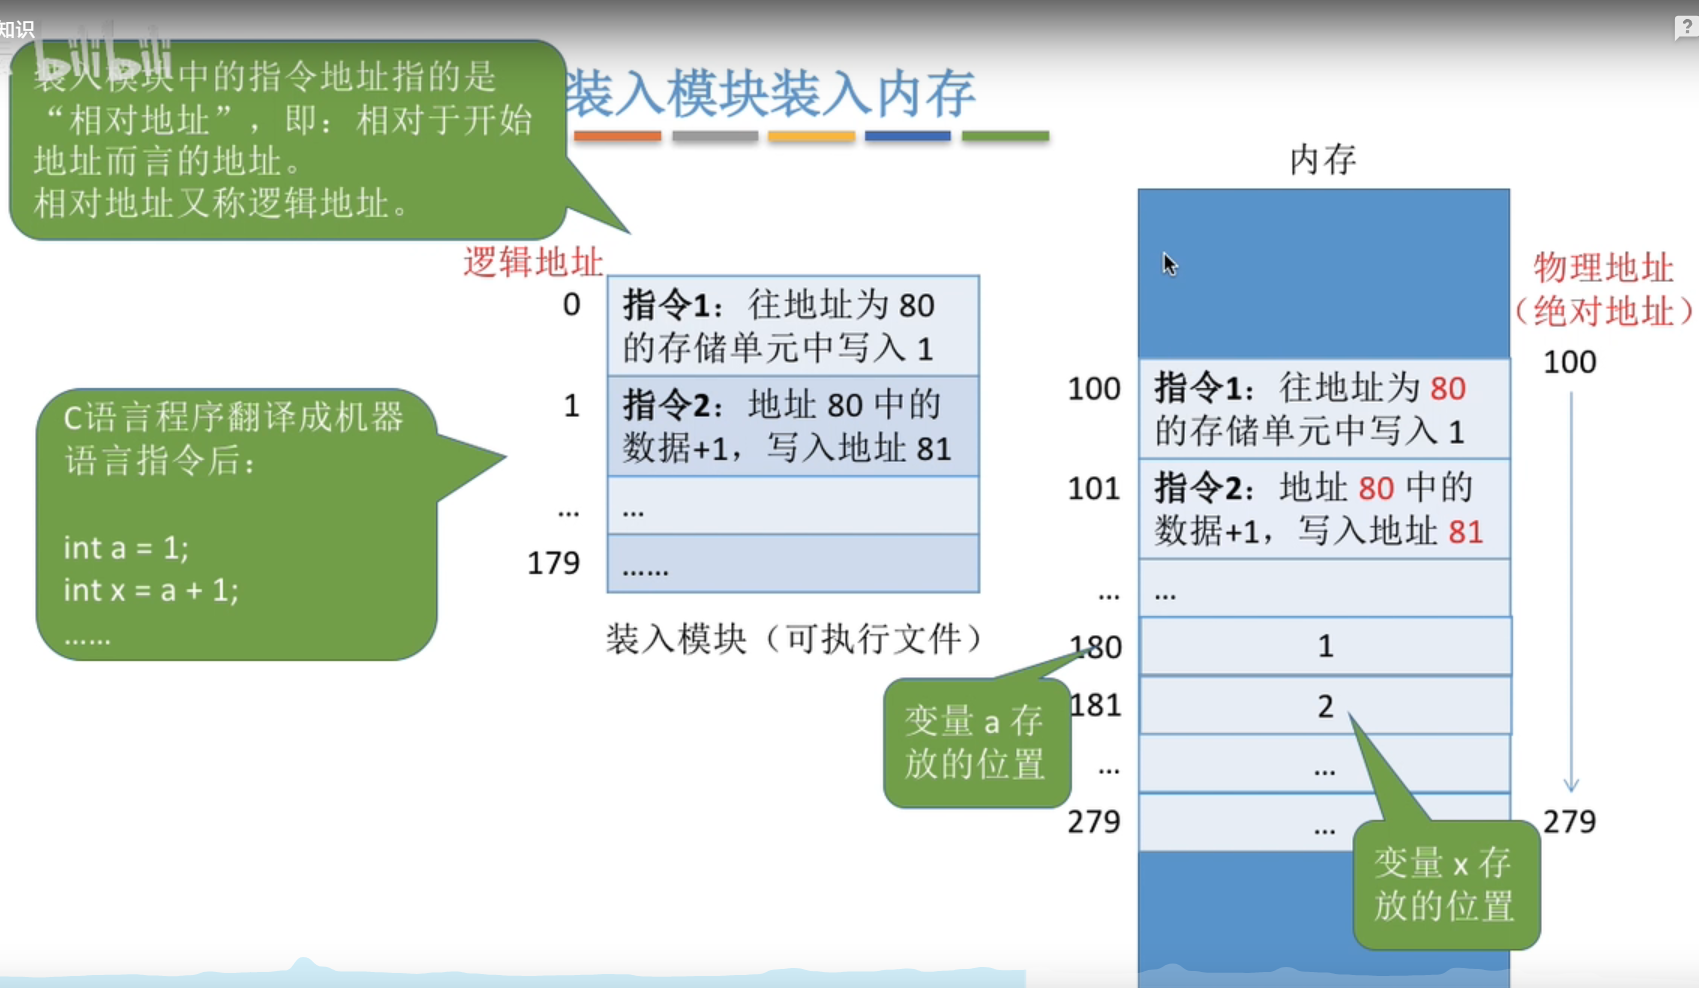 知识
bilibili
装入模块中的指令地址指的是
“相对地址”，即：相对于开始
地址而言的地址。
相对地址又称逻辑地址。
装入模块装入内存
?
逻辑地址
0
指令1：往地址为 80
的存储单元中写入 1
1
指令2：地址 80 中的
数据+1，写入地址 81
...
...
179
......
装入模块（可执行文件）
C语言程序翻译成机器
语言指令后：
int a = 1;
int x = a + 1;
......
内存
物理地址
（绝对地址）
100
279
100
指令1：往地址为 80
的存储单元中写入 1
101
指令2：地址 80 中的
数据+1，写入地址 81
...
...
180
1
181
2
...
...
279
...
变量 a 存
放的位置
变量 x 存
放的位置